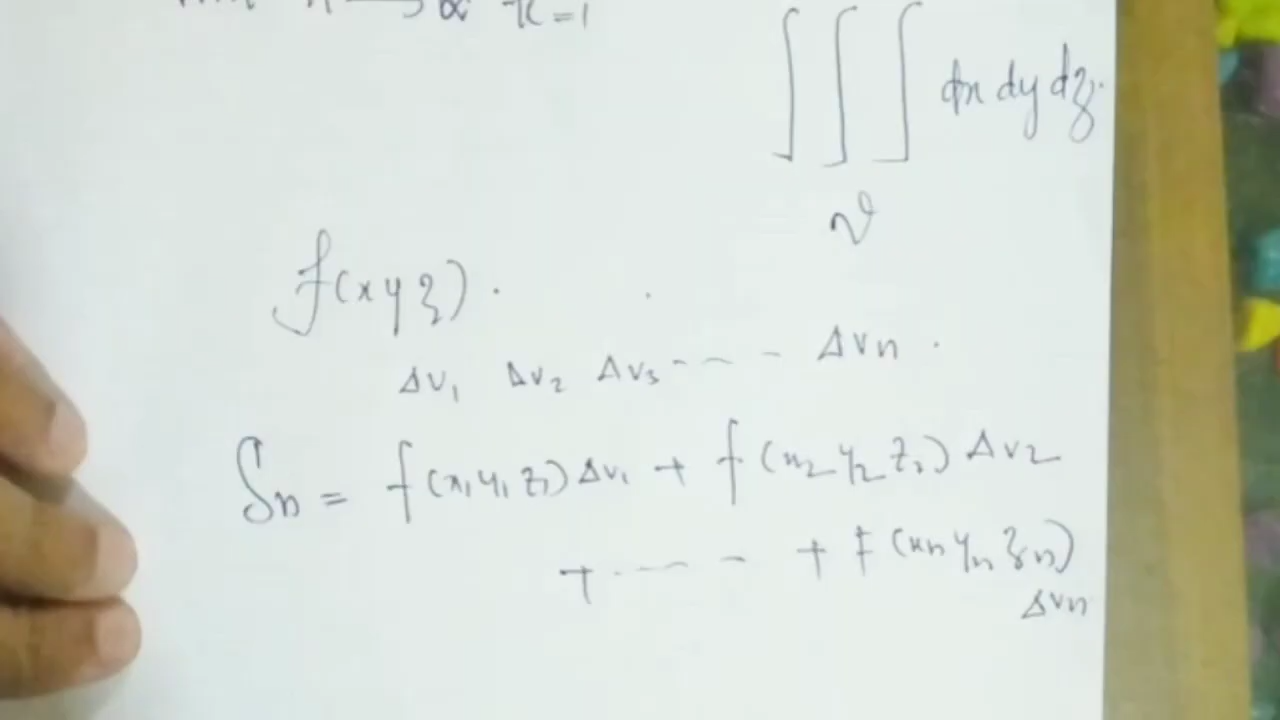 n → ∝ κ=1
∫∫∫ dx dy dz.
v
f(x y z).
Δv₁ Δv₂ Δv₃ --- Δvn.
Sn = f(x₁ y₁ z₁) Δv₁ + f(x₂ y₂ z₂) Δv₂
+ ---- + f(xn yn zn)
Δvn